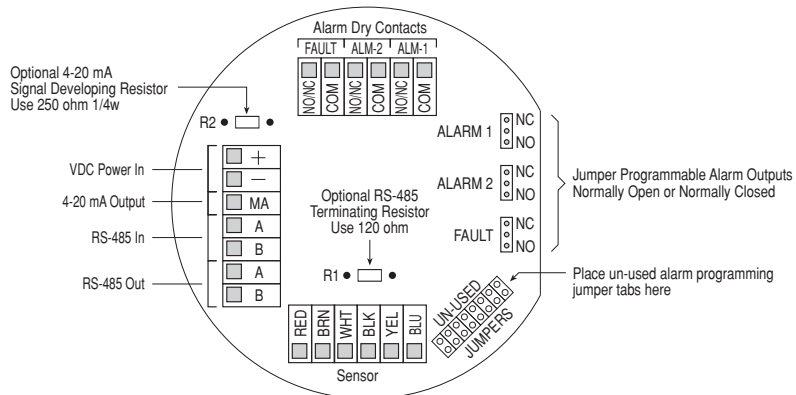 Alarm Dry Contacts
FAULT ALM-2 ALM-1
NO/NC COM NO/NC COM NO/NC COM
Optional 4-20 mA
Signal Developing Resistor
Use 250 ohm 1/4w
R2
VDC Power In
+
−
4-20 mA Output
MA
RS-485 In
A
B
RS-485 Out
A
B
Optional RS-485
Terminating Resistor
Use 120 ohm
R1
ALARM 1
NC
NO
ALARM 2
NC
NO
FAULT
NC
NO
Jumper Programmable Alarm Outputs
Normally Open or Normally Closed
Place un-used alarm programming
jumper tabs here
UN-USED
JUMPERS
RED BRN WHT BLK YEL BLU
Sensor